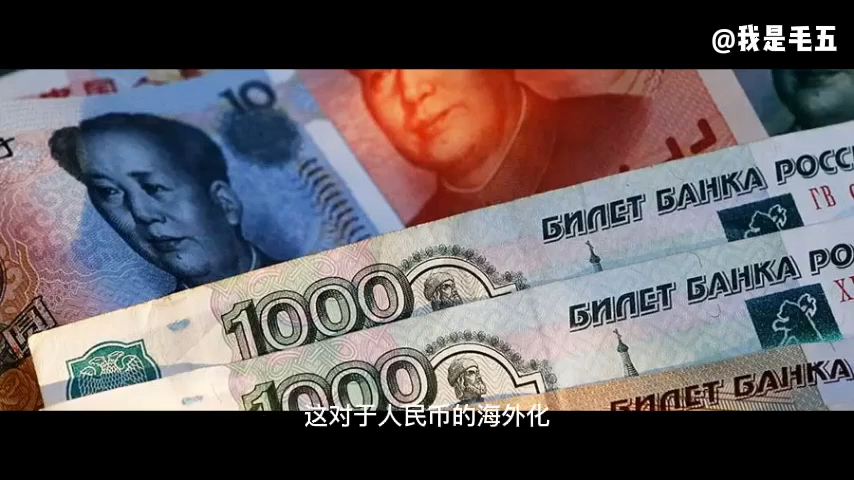 @我是毛五
10
БИЛЕТ БАНКА РОСС
ГВ
1000
БИЛЕТ БАНКА РО
Х
1000
БИЛЕТ БАНКА
这对于人民币的海外化